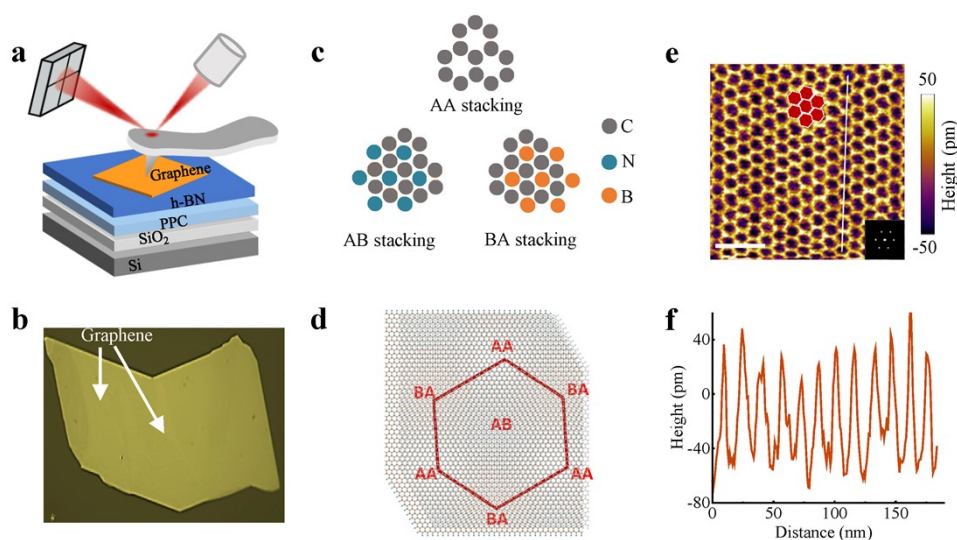 a
Graphene
h-BN
PPC
SiO₂
Si
b
Graphene
c
AA stacking
C
N
B
AB stacking
BA stacking
d
AA
BA
BA
AB
AA
AA
BA
e
50
Height (pm)
-50
f
Height (pm)
0
-40
-80
0
50
100
150
Distance (nm)